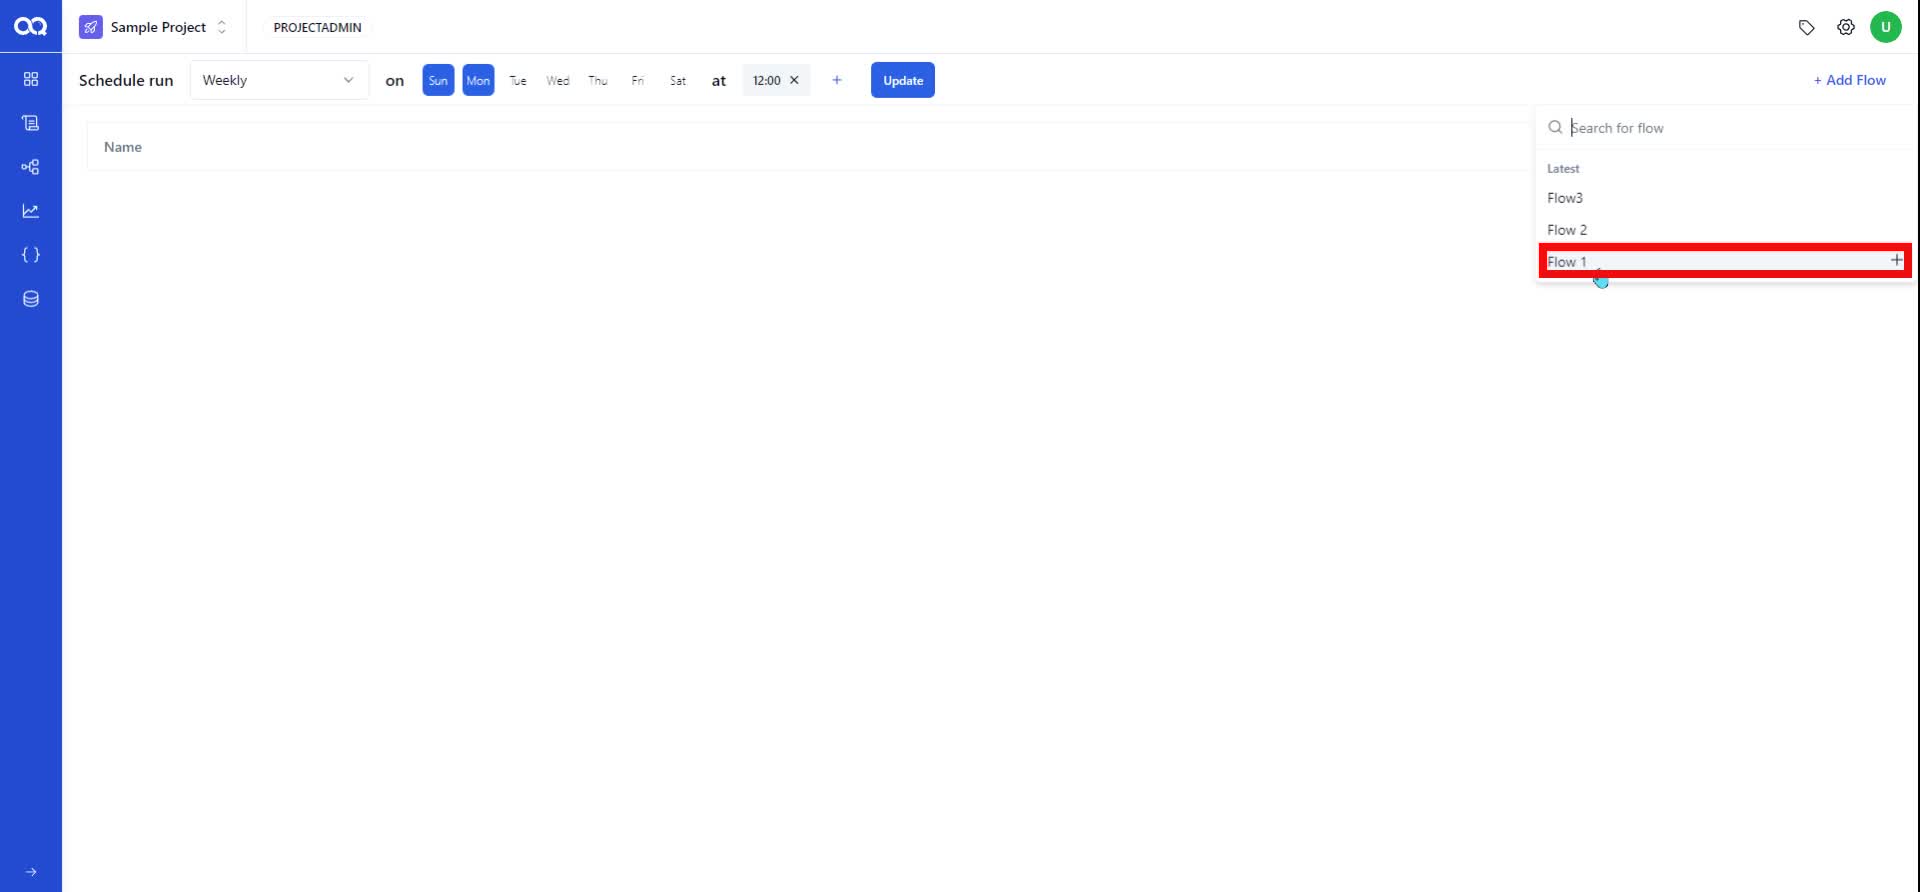 Sample Project PROJECTADMIN U
Schedule run Weekly on Sun Mon Tue Wed Thu Fri Sat at 12:00 × + Update + Add Flow
Search for flow
Name
Latest
Flow3
Flow 2
Flow 1 +